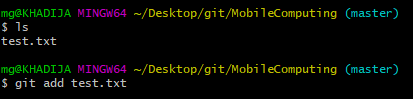 mg@KHADIJA MINGW64 ~/Desktop/git/MobileComputing (master)
$ ls
test.txt
mg@KHADIJA MINGW64 ~/Desktop/git/MobileComputing (master)
$ git add test.txt